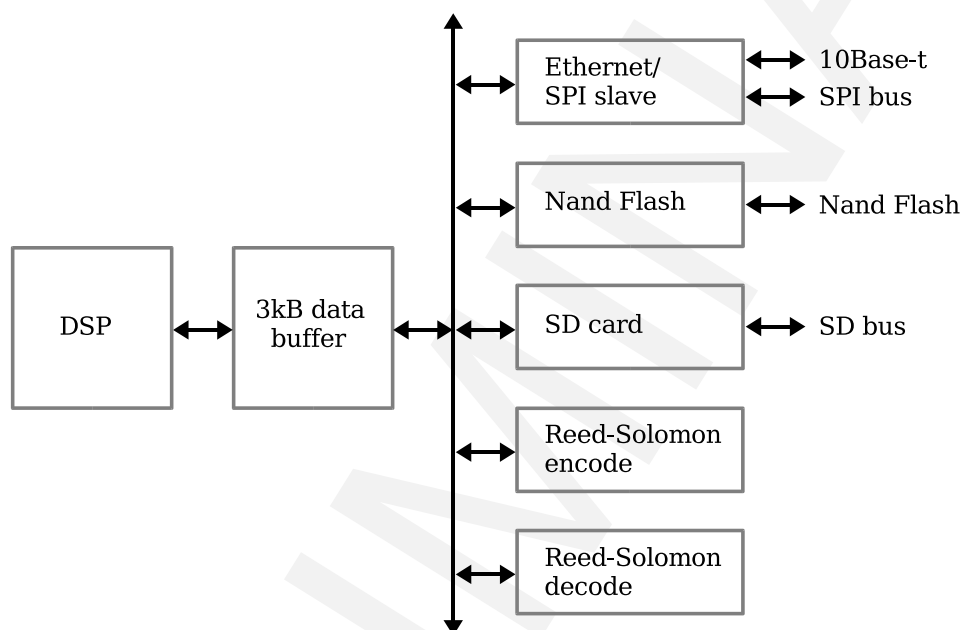 Ethernet/
SPI slave
10Base-t
SPI bus
Nand Flash
Nand Flash
DSP
3kB data
buffer
SD card
SD bus
Reed-Solomon
encode
Reed-Solomon
decode